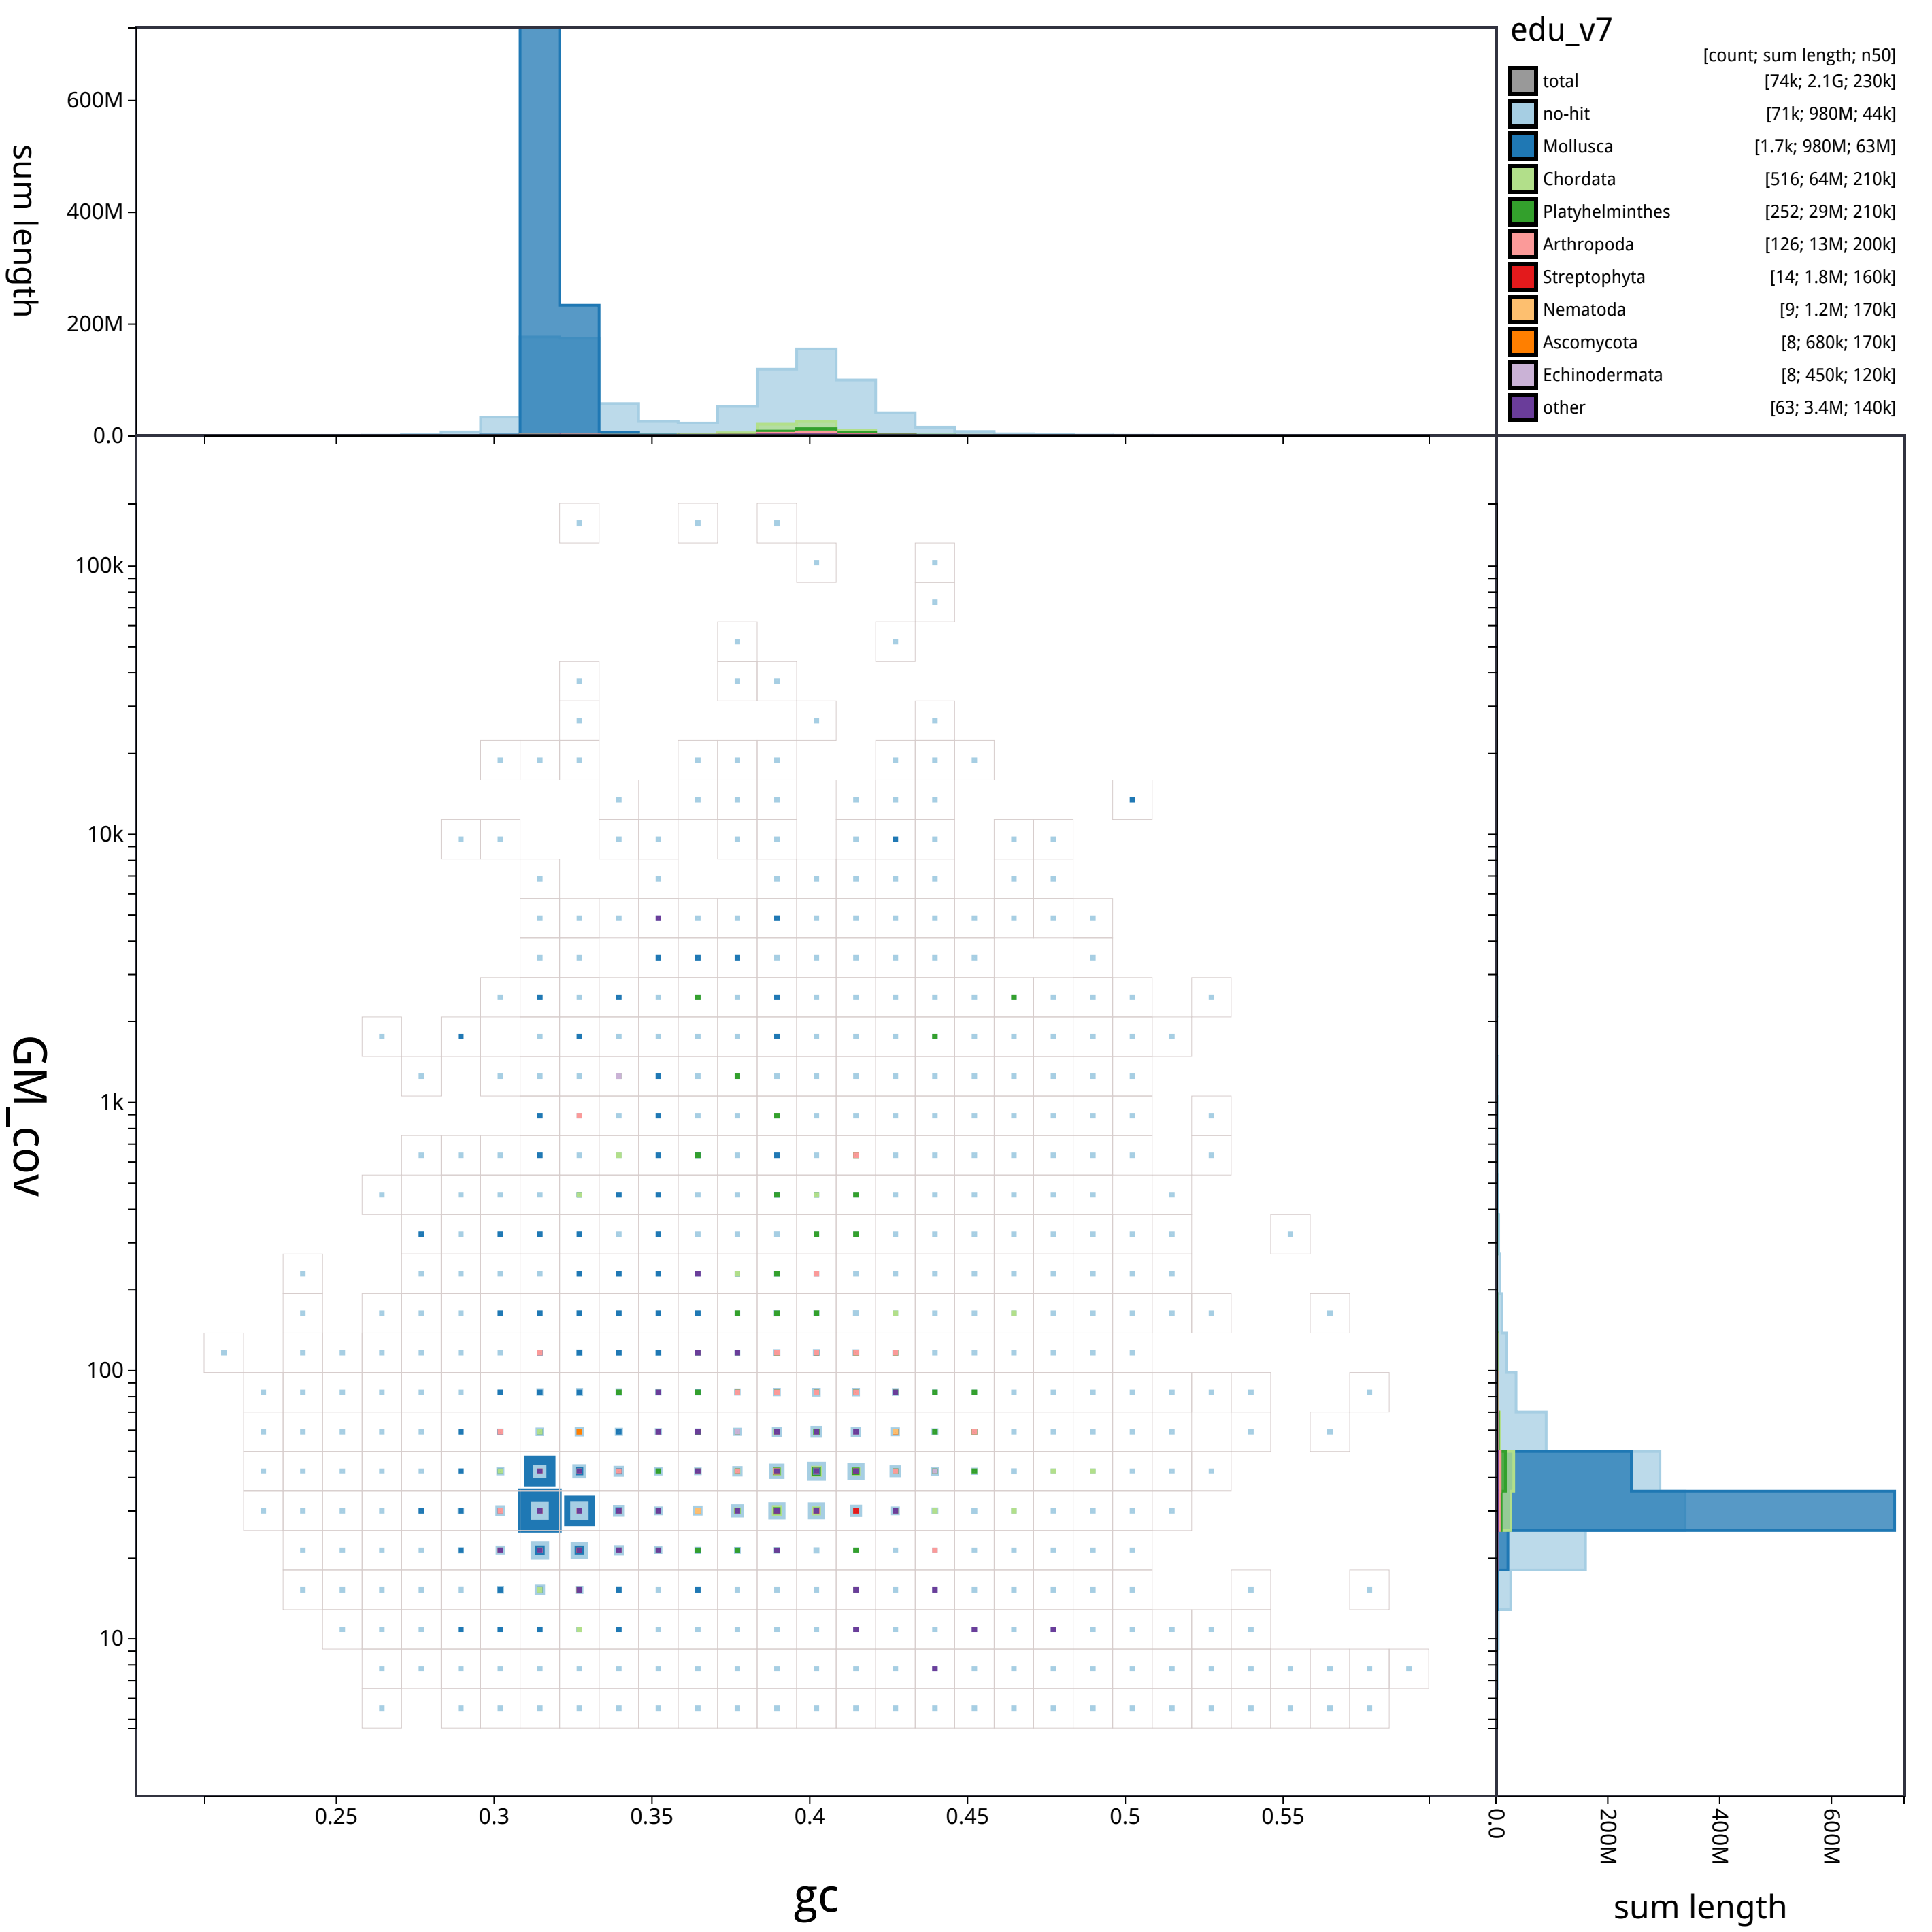 edu_v7
[count; sum length; n50]
total [74k; 2.1G; 230k]
no-hit [71k; 980M; 44k]
Mollusca [1.7k; 980M; 63M]
Chordata [516; 64M; 210k]
Platyhelminthes [252; 29M; 210k]
Arthropoda [126; 13M; 200k]
Streptophyta [14; 1.8M; 160k]
Nematoda [9; 1.2M; 170k]
Ascomycota [8; 680k; 170k]
Echinodermata [8; 450k; 120k]
other [63; 3.4M; 140k]
sum length
600M
400M
200M
0.0
GM_cov
100k
10k
1k
100
10
0.25 0.3 0.35 0.4 0.45 0.5 0.55
gc
0.0 200M 400M 600M
sum length